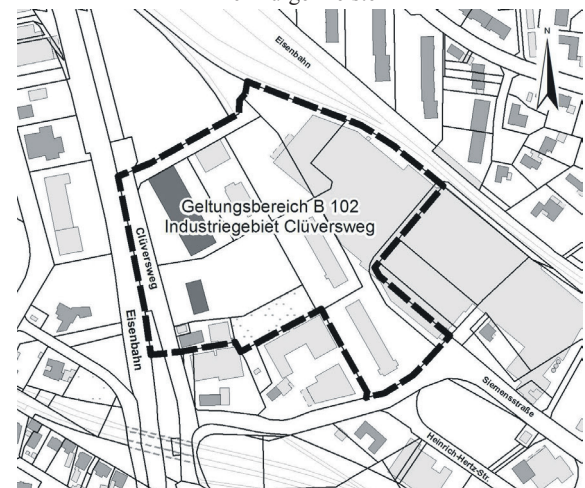 Eisenbahn
N
Geltungsbereich B 102
Industriegebiet Clüversweg
Clüversweg
Eisenbahn
Siemensstraße
Heinrich-Hertz-Str.